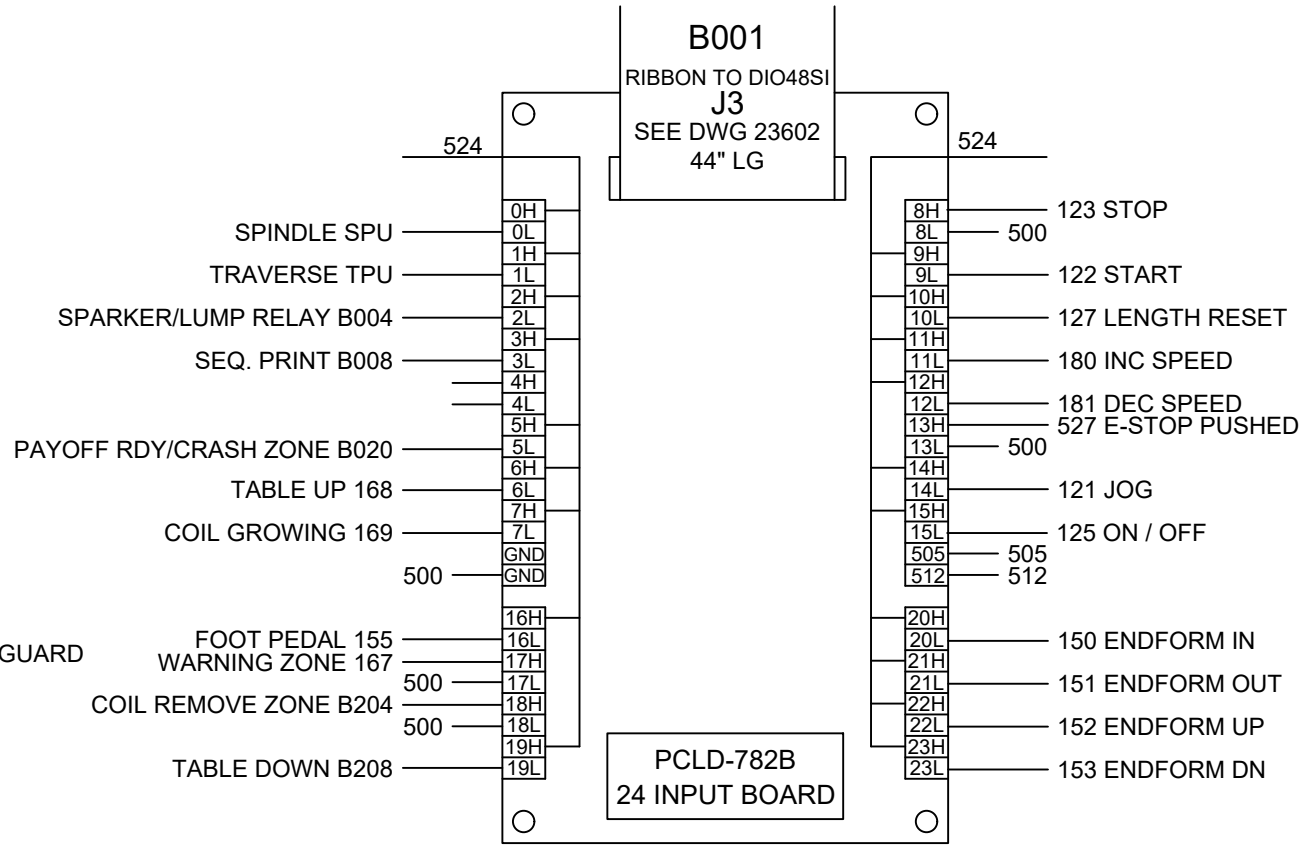 B001
RIBBON TO DIO48SI
J3
SEE DWG 23602
44" LG
524
524
0H
SPINDLE SPU 0L
1H
TRAVERSE TPU 1L
2H
SPARKER/LUMP RELAY B004 2L
3H
SEQ. PRINT B008 3L
4H
4L
5H
PAYOFF RDY/CRASH ZONE B020 5L
6H
TABLE UP 168 6L
7H
COIL GROWING 169 7L
GND
500 GND
16H
FOOT PEDAL 155 16L
GUARD
WARNING ZONE 167 17H
500 17L
COIL REMOVE ZONE B204 18H
500 18L
19H
TABLE DOWN B208 19L
8H 123 STOP
8L 500
9H
9L 122 START
10H
10L 127 LENGTH RESET
11H
11L 180 INC SPEED
12H
12L 181 DEC SPEED
13H 527 E-STOP PUSHED
13L 500
14H
14L 121 JOG
15H
15L 125 ON / OFF
505 505
512 512
20H
20L 150 ENDFORM IN
21H
21L 151 ENDFORM OUT
22H
22L 152 ENDFORM UP
23H
23L 153 ENDFORM DN
PCLD-782B
24 INPUT BOARD